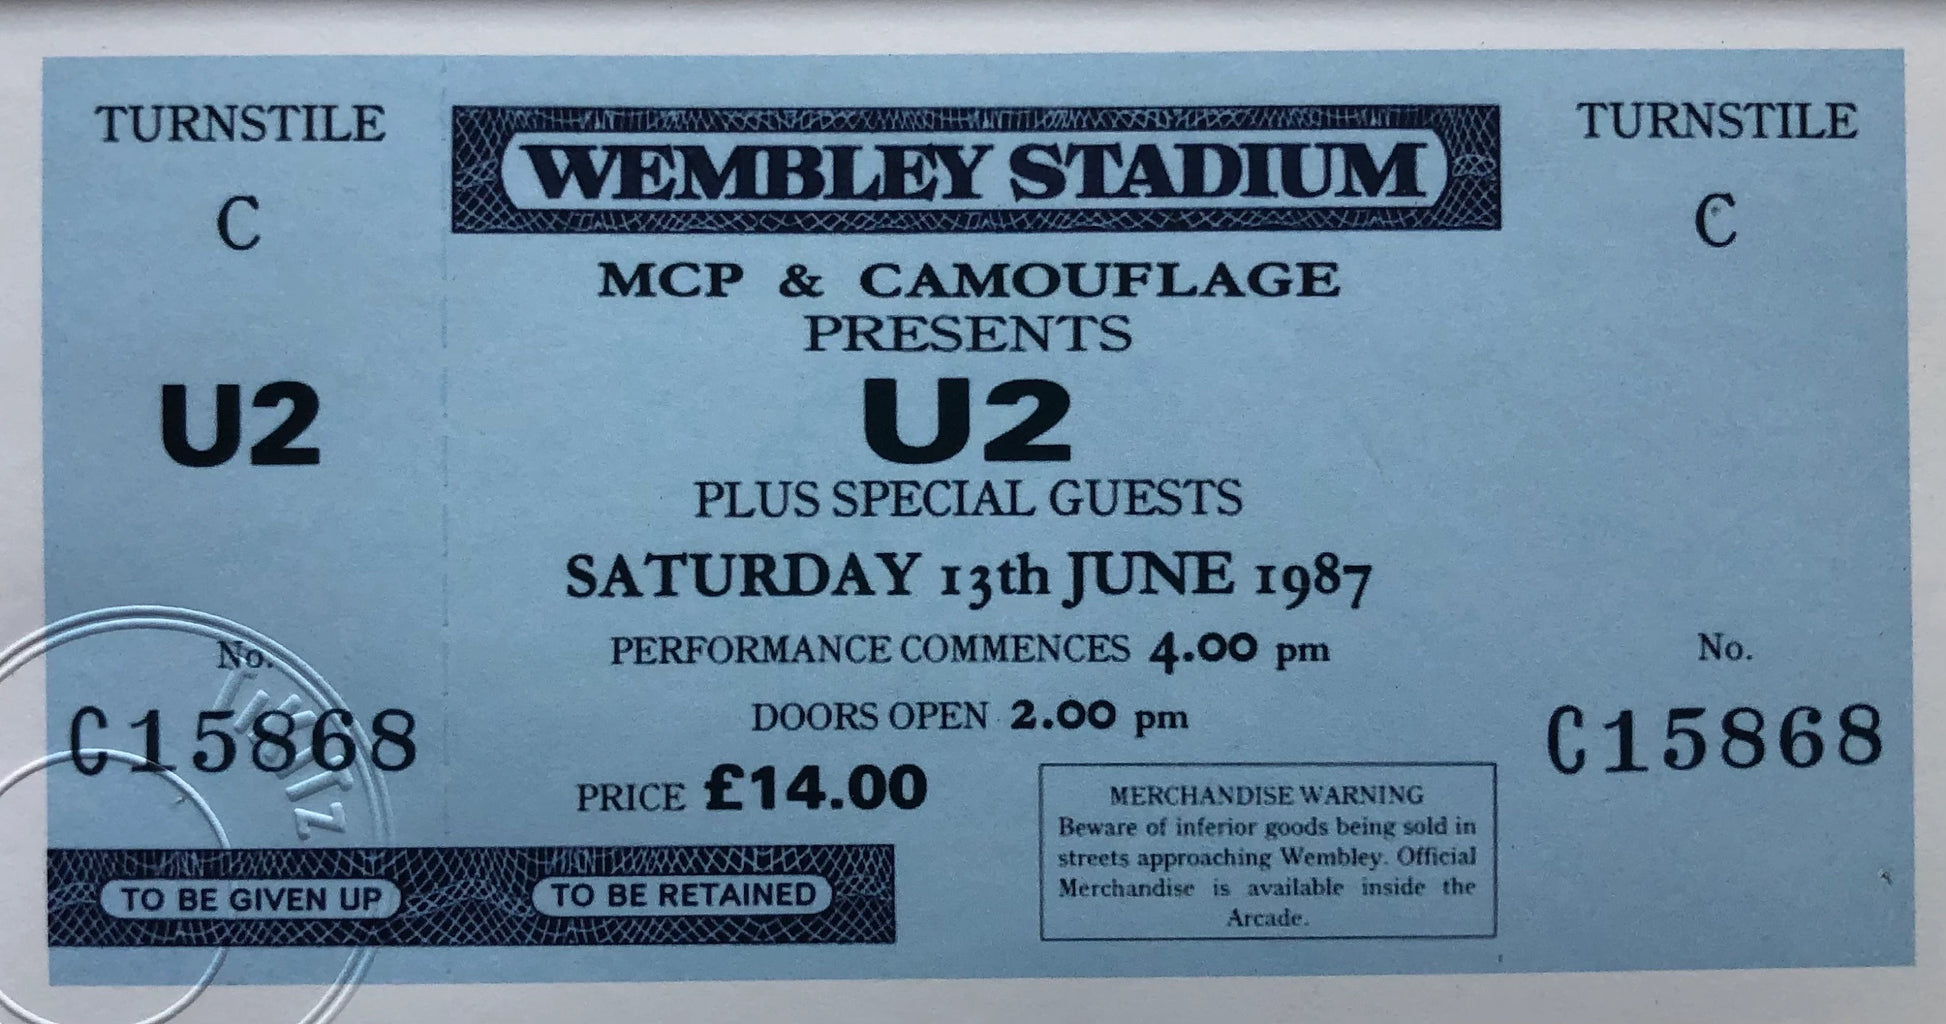 TURNSTILE
C
U2
No.
C15868
TO BE GIVEN UP
WEMBLEY STADIUM
MCP & CAMOUFLAGE
PRESENTS
U2
PLUS SPECIAL GUESTS
SATURDAY 13th JUNE 1987
PERFORMANCE COMMENCES 4.00 pm
DOORS OPEN 2.00 pm
PRICE £14.00
TO BE RETAINED
MERCHANDISE WARNING
Beware of inferior goods being sold in
streets approaching Wembley. Official
Merchandise is available inside the
Arcade.
TURNSTILE
C
No.
C15868